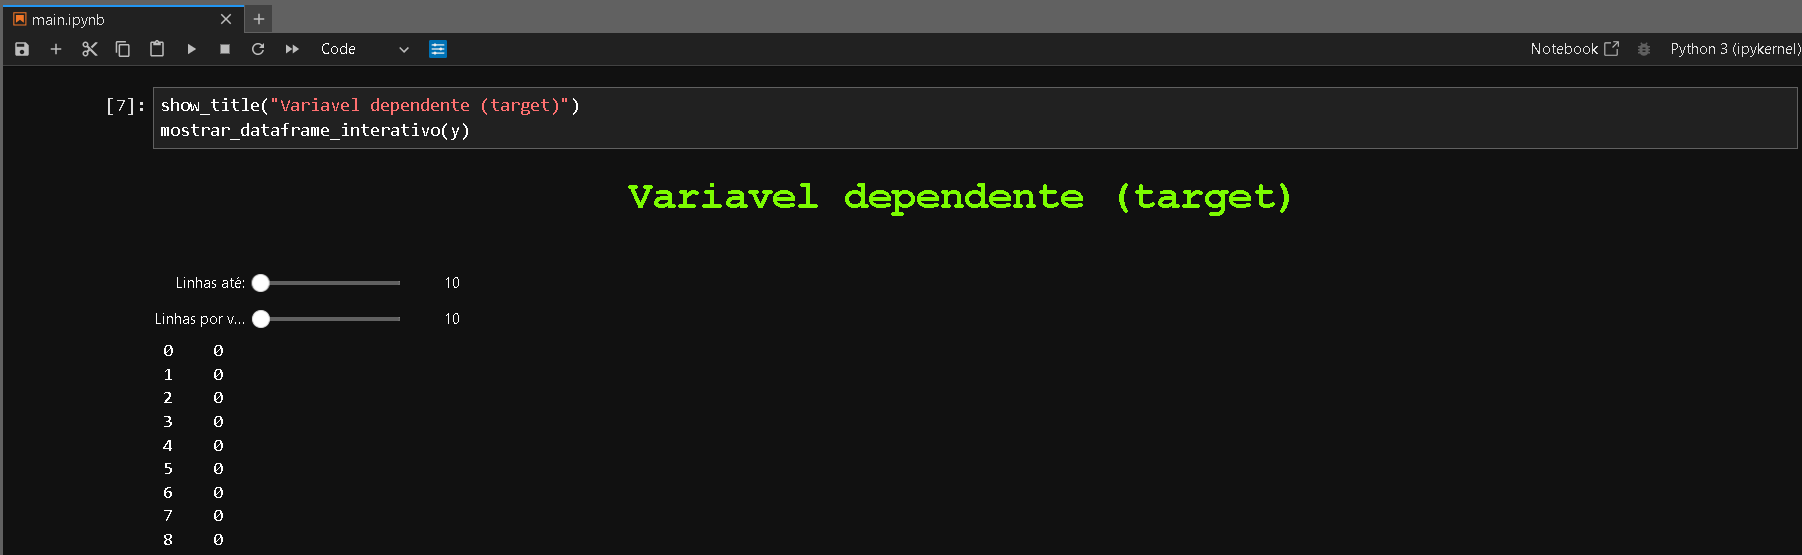 main.ipynb
Code
Notebook
Python 3 (ipykernel)
[7]:
show_title("Variavel dependente (target)")
mostrar_dataframe_interativo(y)
Variavel dependente (target)
Linhas até: 10
Linhas por v... 10
0 0
1 0
2 0
3 0
4 0
5 0
6 0
7 0
8 0